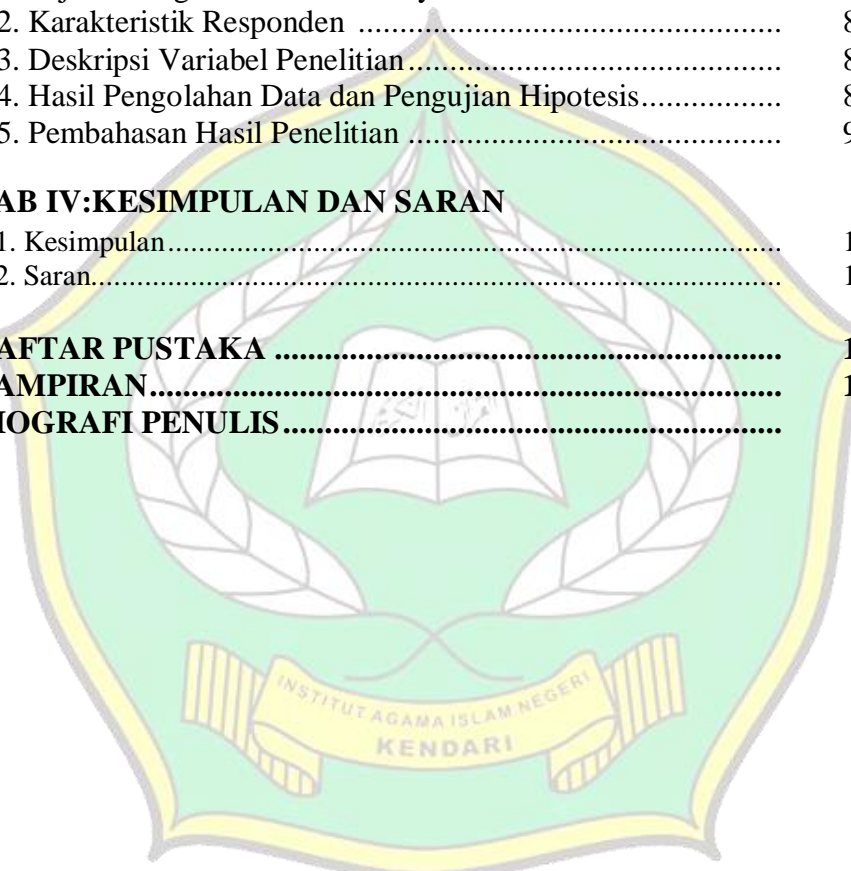 2. Karakteristik Responden .......................................................... 8
3. Deskripsi Variabel Penelitian .................................................... 8
4. Hasil Pengolahan Data dan Pengujian Hipotesis................... 8
5. Pembahasan Hasil Penelitian ................................................... 9
AB IV:KESIMPULAN DAN SARAN
1. Kesimpulan..................................................................................... 1
2. Saran............................................................................................... 1
AFTAR PUSTAKA ..................................................................... 1
AMPIRAN...................................................................................... 1
IOGRAFI PENULIS....................................................................
INSTITUT AGAMA ISLAM NEGERI
KENDARI